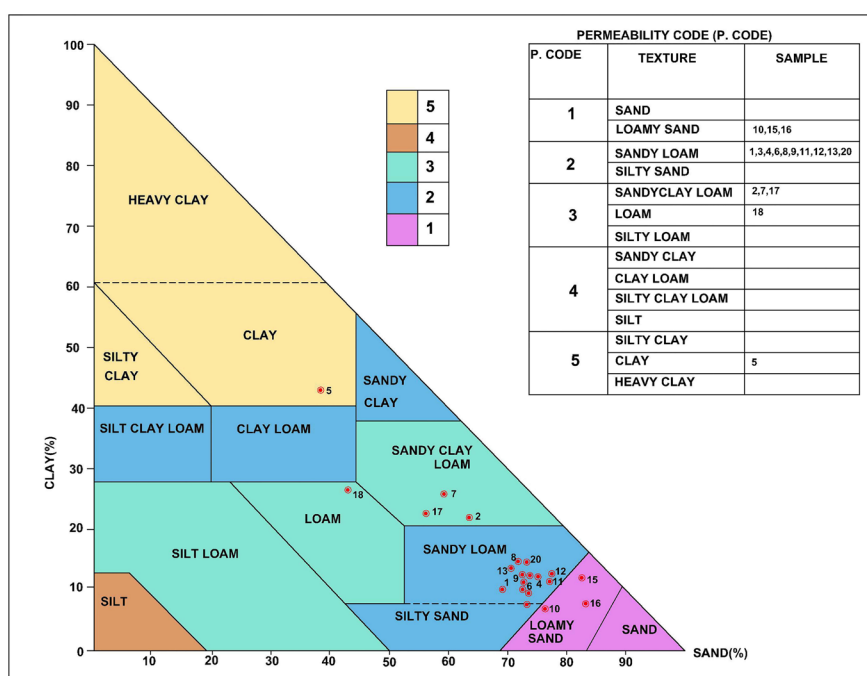 PERMEABILITY CODE (P. CODE)
P. CODE TEXTURE SAMPLE
1 SAND
LOAMY SAND 10,15,16
2 SANDY LOAM 1,3,4,6,8,9,11,12,13,20
SILTY SAND
3 SANDYCLAY LOAM 2,7,17
LOAM 18
SILTY LOAM
4 SANDY CLAY
CLAY LOAM
SILTY CLAY LOAM
SILT
5 SILTY CLAY
CLAY 5
HEAVY CLAY
5
4
3
2
1
100
90
80
70
60
50
40
30
20
10
0
CLAY(%)
HEAVY CLAY
CLAY
SILTY
CLAY
5
SANDY
CLAY
SILT CLAY LOAM
CLAY LOAM
SANDY CLAY
LOAM
18
7
17
2
LOAM
SILT LOAM
SANDY LOAM
8
20
13
12
9
1
6
4
11
15
SILT
SILTY SAND
10
16
LOAMY
SAND
SAND
10
20
30
40
50
60
70
80
90
SAND(%)